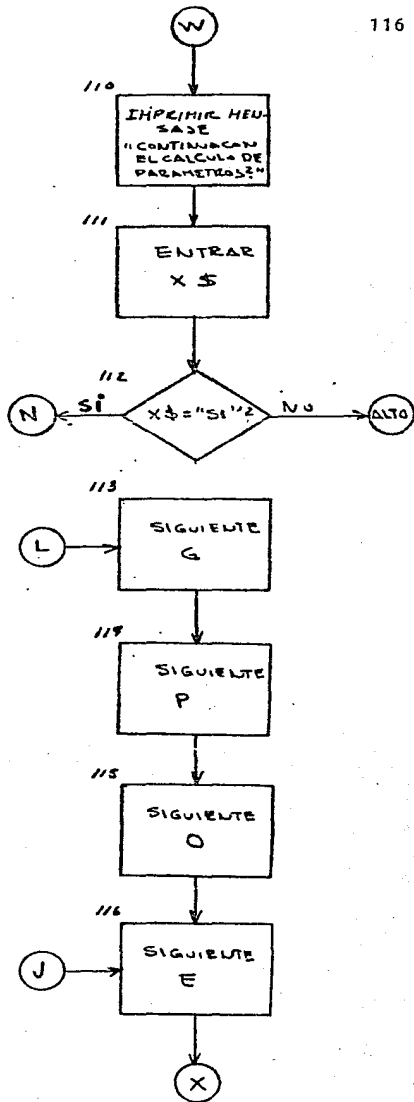 W
116
110
IMPRIMIR MEN-
SAJE
"CONTINUACON
EL CALCULO DE
PARAMETROS?"
111
ENTRAR
X $
112
N
SI
X$="SI"?
NO
ALTO
113
L
SIGUIENTE
G
114
SIGUIENTE
P
115
SIGUIENTE
O
116
J
SIGUIENTE
E
X